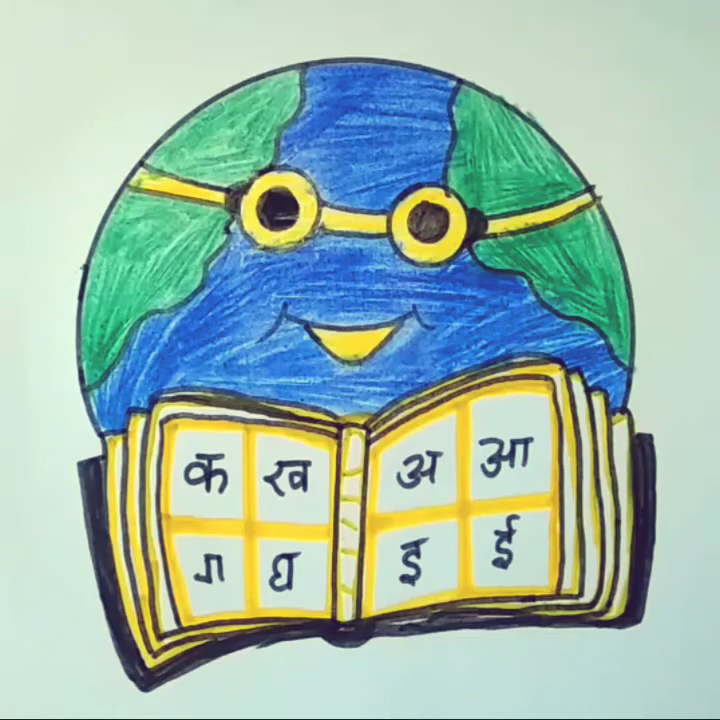 क ख
ग घ
अ आ
इ ई